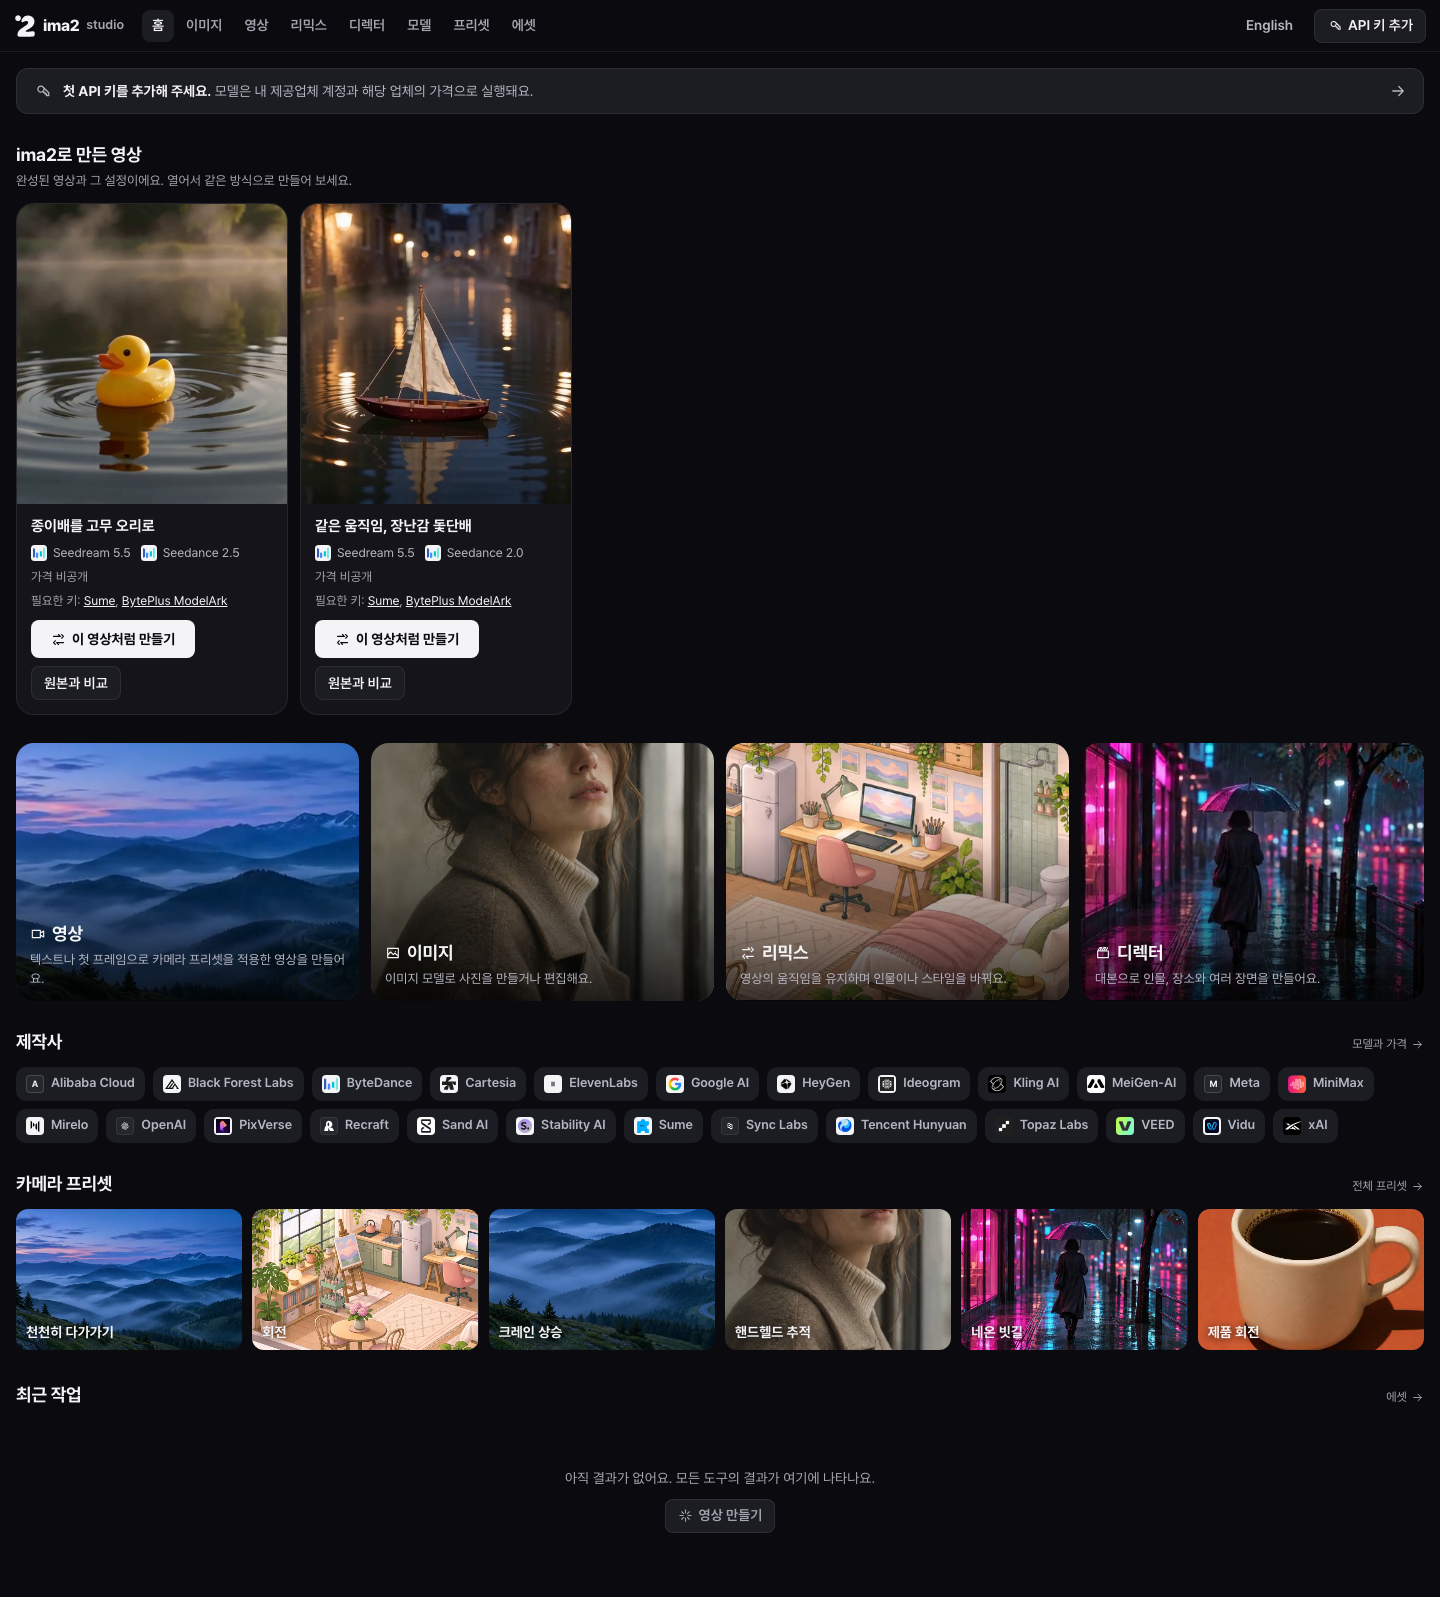 ima2 studio 홈 이미지 영상 리믹스 디렉터 모델 프리셋 에셋 English API 키 추가
첫 API 키를 추가해 주세요. 모델은 내 제공업체 계정과 해당 업체의 가격으로 실행돼요.
ima2로 만든 영상
완성된 영상과 그 설정이에요. 열어서 같은 방식으로 만들어 보세요.
종이배를 고무 오리로
Seedream 5.5 Seedance 2.5
가격 비공개
필요한 키: Sume, BytePlus ModelArk
이 영상처럼 만들기
원본과 비교
같은 움직임, 장난감 돛단배
Seedream 5.5 Seedance 2.0
가격 비공개
필요한 키: Sume, BytePlus ModelArk
이 영상처럼 만들기
원본과 비교
영상
텍스트나 첫 프레임으로 카메라 프리셋을 적용한 영상을 만들어
요.
이미지
이미지 모델로 사진을 만들거나 편집해요.
리믹스
영상의 움직임을 유지하며 인물이나 스타일을 바꿔요.
디렉터
대본으로 인물, 장소와 여러 장면을 만들어요.
제작사 모델과 가격 →
A Alibaba Cloud Black Forest Labs ByteDance Cartesia ElevenLabs Google AI HeyGen Ideogram Kling AI MeiGen-AI M Meta MiniMax
Mirelo OpenAI PixVerse Recraft Sand AI Stability AI Sume Sync Labs Tencent Hunyuan Topaz Labs VEED Vidu xAI
카메라 프리셋 전체 프리셋 →
천천히 다가가기 회전 크레인 상승 핸드헬드 추적 네온 빗길 제품 회전
최근 작업 에셋 →
아직 결과가 없어요. 모든 도구의 결과가 여기에 나타나요.
영상 만들기